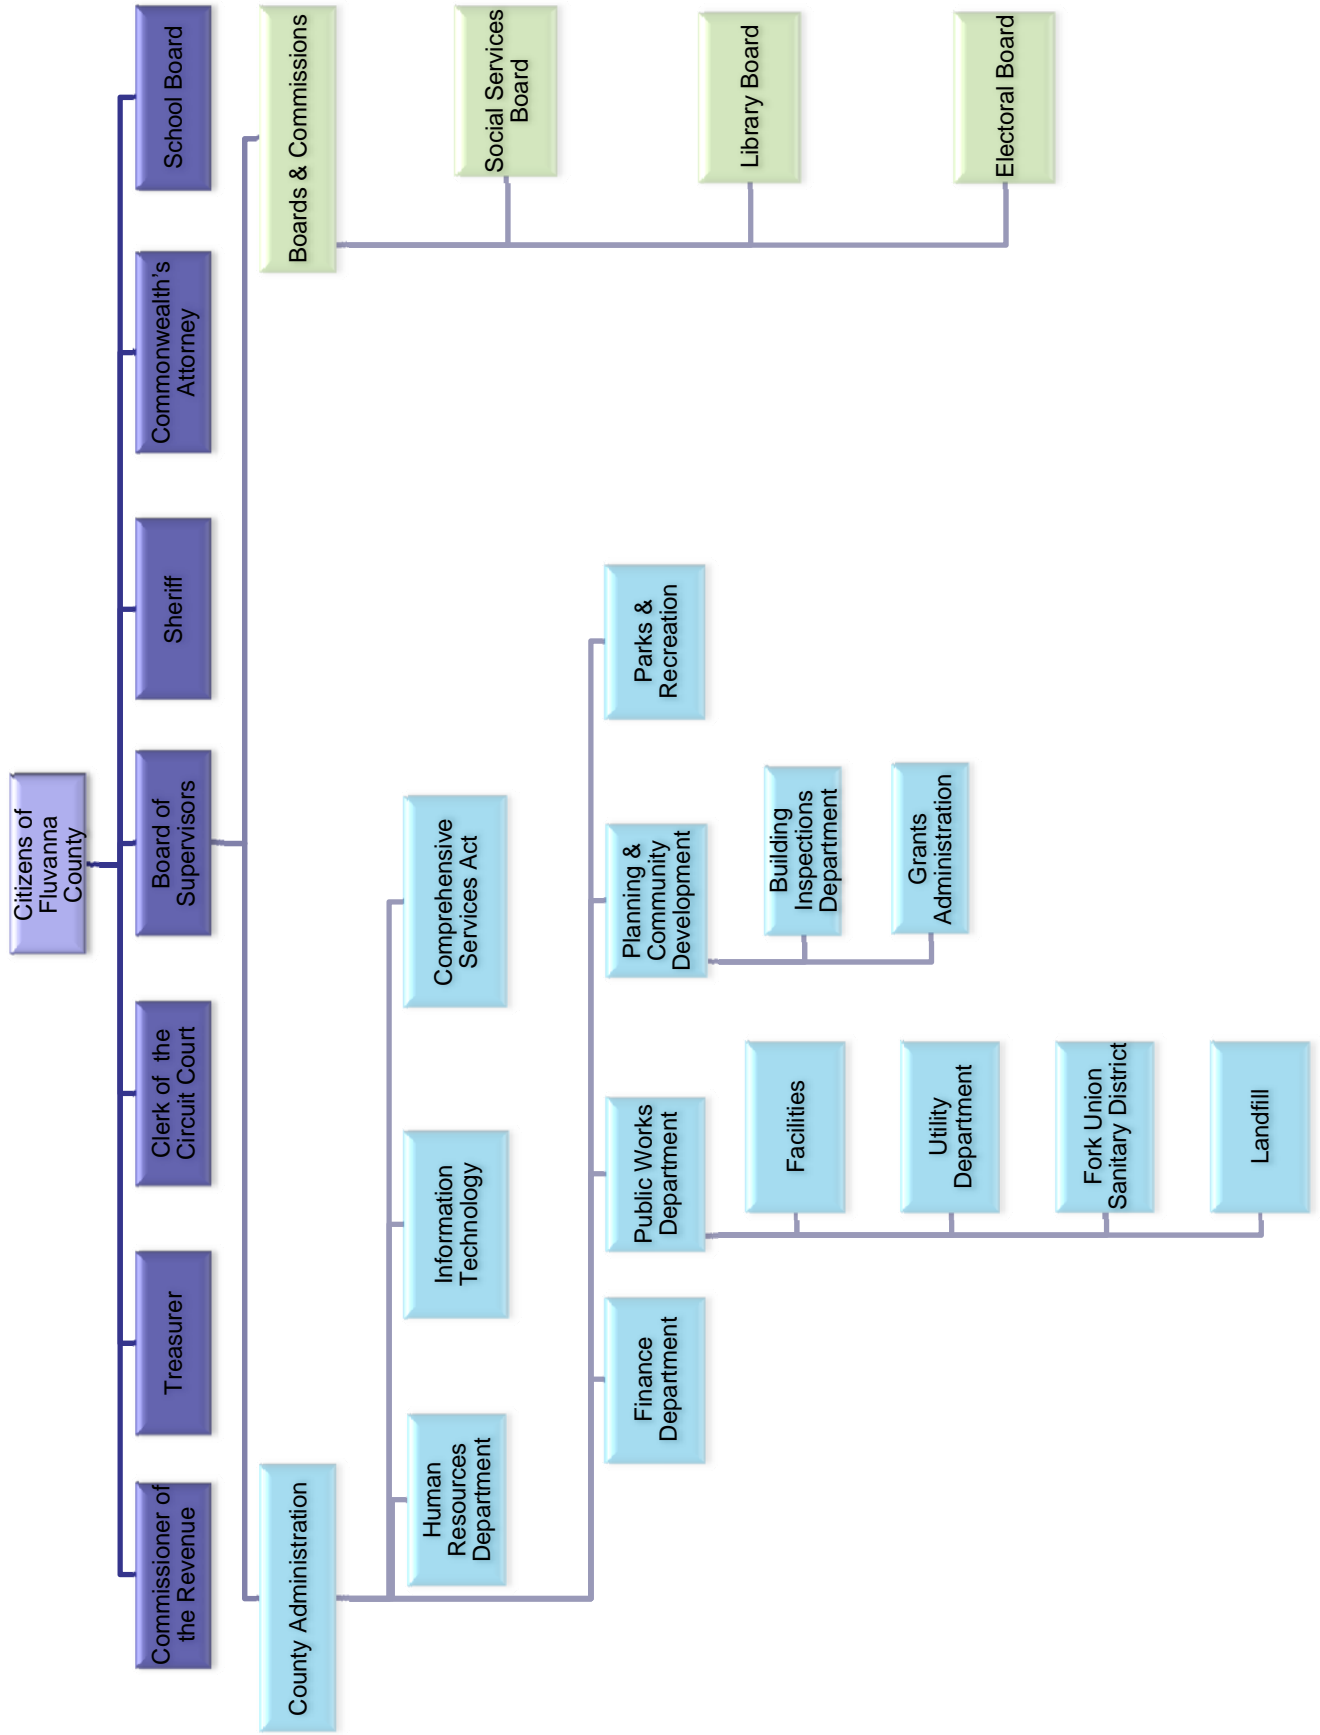 Citizens of
Fluvanna
County
Commissioner of
the Revenue
Treasurer
Clerk of the
Circuit Court
Board of
Supervisors
Sheriff
Commonwealth's
Attorney
School Board
County Administration
Boards & Commissions
Human
Resources
Department
Information
Technology
Comprehensive
Services Act
Social Services
Board
Finance
Department
Public Works
Department
Planning &
Community
Development
Parks &
Recreation
Library Board
Facilities
Building
Inspections
Department
Utility
Department
Grants
Administration
Electoral Board
Fork Union
Sanitary District
Landfill